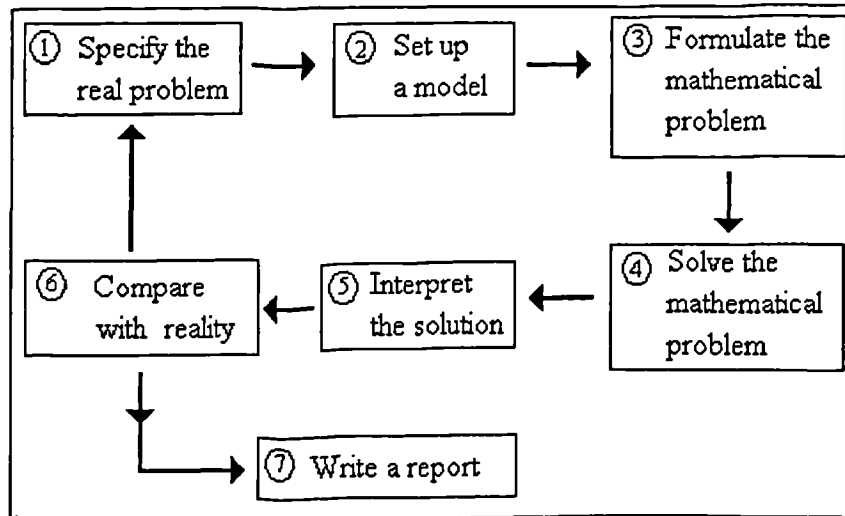 ① Specify the
real problem
② Set up
a model
③ Formulate the
mathematical
problem
④ Solve the
mathematical
problem
⑤ Interpret
the solution
⑥ Compare
with reality
⑦ Write a report